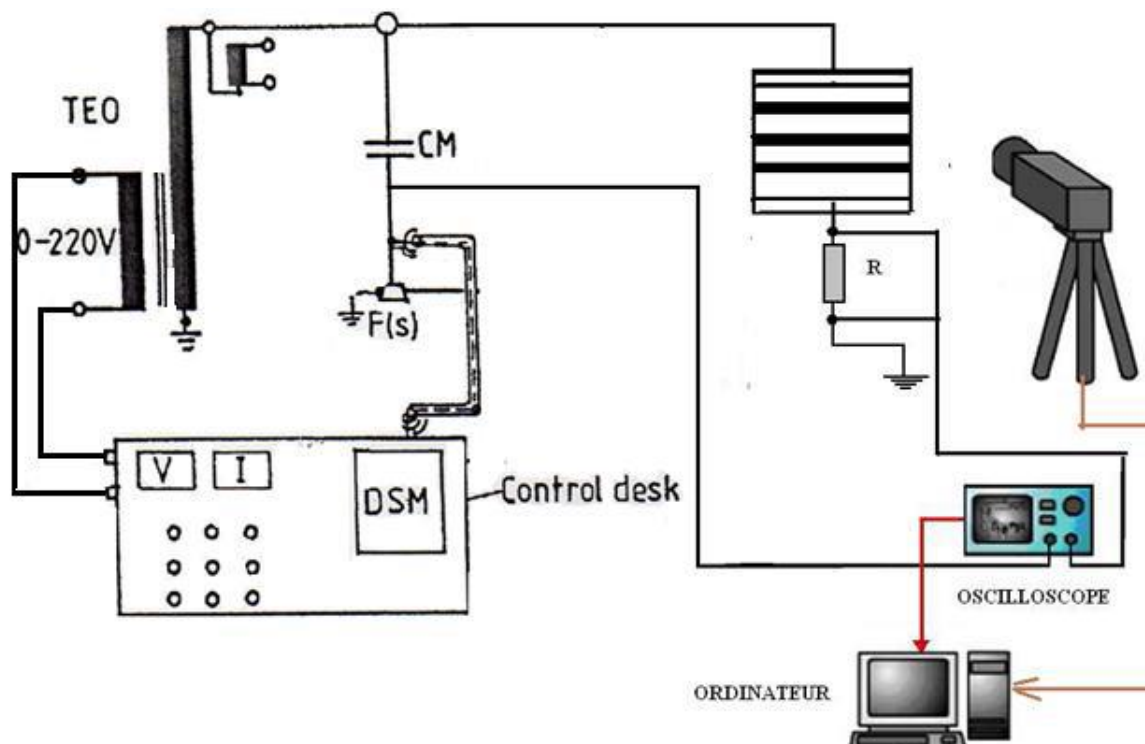 TEO
CM
0-220V
R
F(s)
V
I
DSM
Control desk
OSCILLOSCOPE
ORDINATEUR